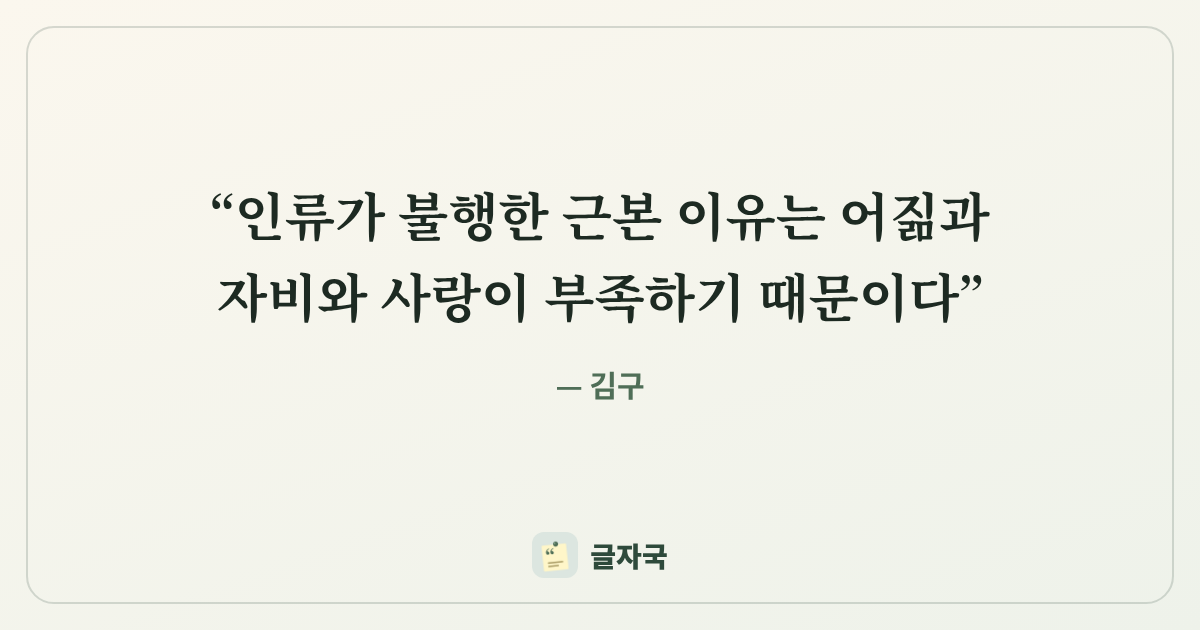 “인류가 불행한 근본 이유는 어짊과
자비와 사랑이 부족하기 때문이다”
— 김구
글자국